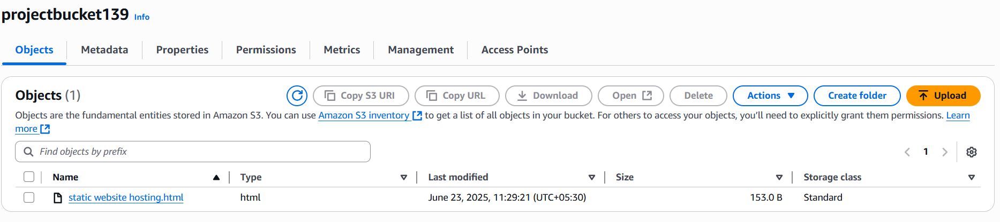 projectbucket139 Info
Objects Metadata Properties Permissions Metrics Management Access Points
Objects (1) Copy S3 URI Copy URL Download Open Delete Actions Create folder Upload
Objects are the fundamental entities stored in Amazon S3. You can use Amazon S3 inventory to get a list of all objects in your bucket. For others to access your objects, you’ll need to explicitly grant them permissions. Learn
more
Find objects by prefix 1
Name Type Last modified Size Storage class
static website hosting.html html June 23, 2025, 11:29:21 (UTC+05:30) 153.0 B Standard